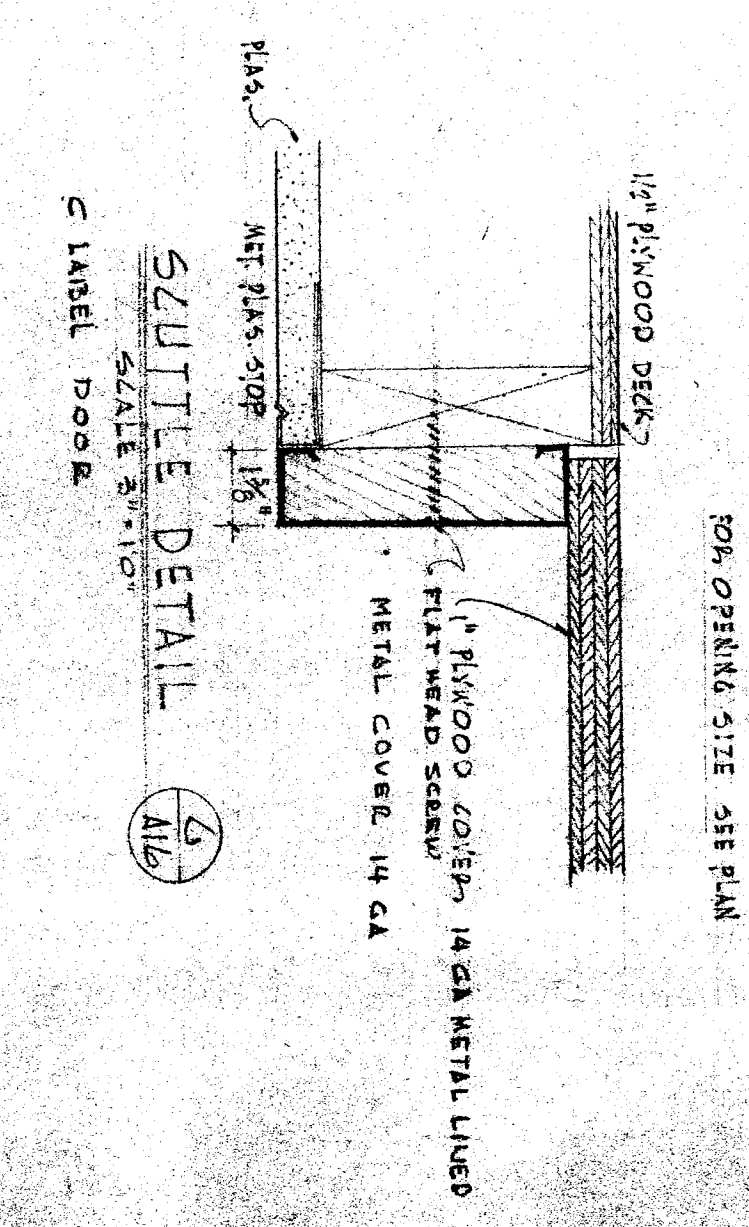 FOR OPENING SIZE SEE PLAN
1/2" PLYWOOD DECK
1" PLYWOOD COVER 14 GA METAL LINED
FLAT HEAD SCREW
METAL COVER 14 GA
PLAS.
MET. PLAS. STOP
1 5/8"
SCUTTLE DETAIL
SCALE 3" = 1'0"
C LABEL DOOR
6
A16